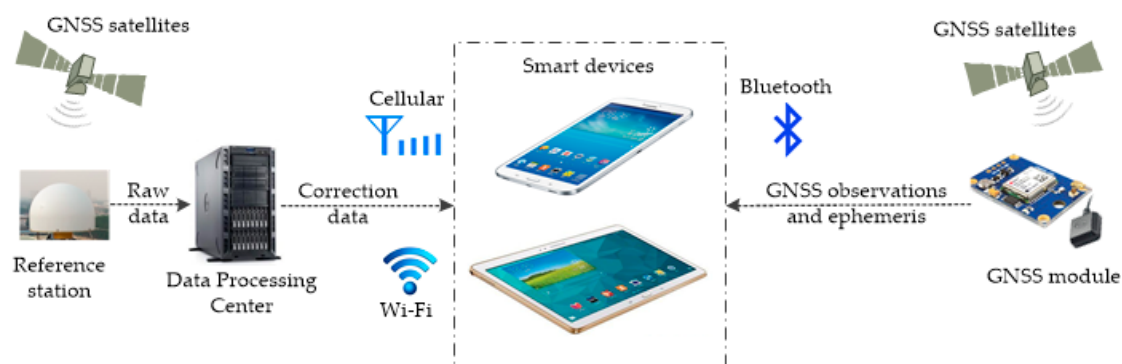 GNSS satellites
GNSS satellites
Smart devices
Cellular
Bluetooth
Raw
data
Correction
data
GNSS observations
and ephemeris
Reference
station
Data Processing
Center
Wi-Fi
GNSS module